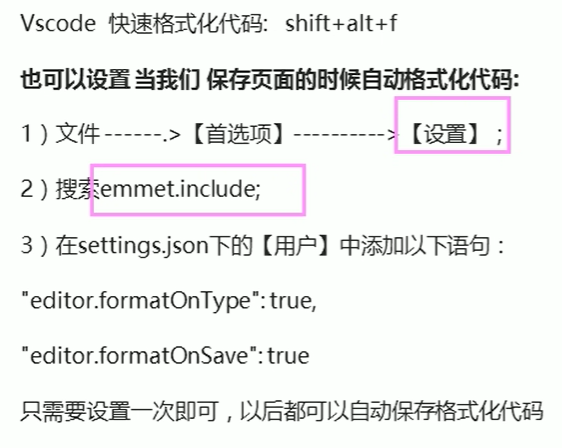 Vscode 快速格式化代码: shift+alt+f
也可以设置 当我们 保存页面的时候自动格式化代码:
1）文件 ------.>【首选项】---------->【设置】；
2）搜索emmet.include;
3）在settings.json下的【用户】中添加以下语句：
"editor.formatOnType": true,
"editor.formatOnSave": true
只需要设置一次即可，以后都可以自动保存格式化代码